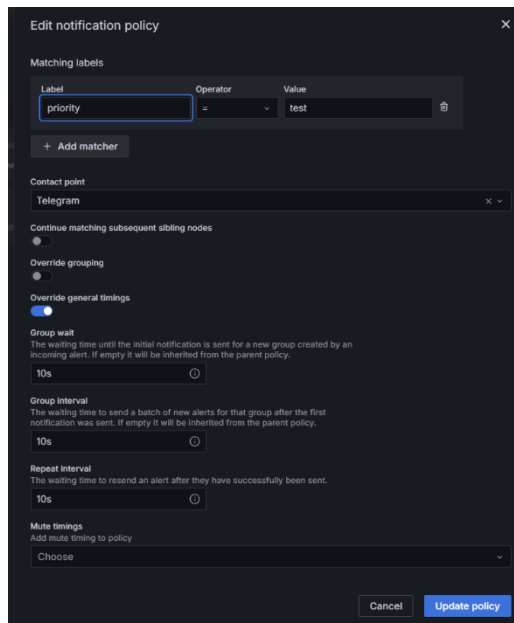 Edit notification policy
Matching labels
Label Operator Value
priority = test
+ Add matcher
Contact point
Telegram
Continue matching subsequent sibling nodes
Override grouping
Override general timings
Group wait
The waiting time until the initial notification is sent for a new group created by an
incoming alert. If empty it will be inherited from the parent policy.
10s
Group interval
The waiting time to send a batch of new alerts for that group after the first
notification was sent. If empty it will be inherited from the parent policy.
10s
Repeat interval
The waiting time to resend an alert after they have successfully been sent.
10s
Mute timings
Add mute timing to policy
Choose
Cancel Update policy